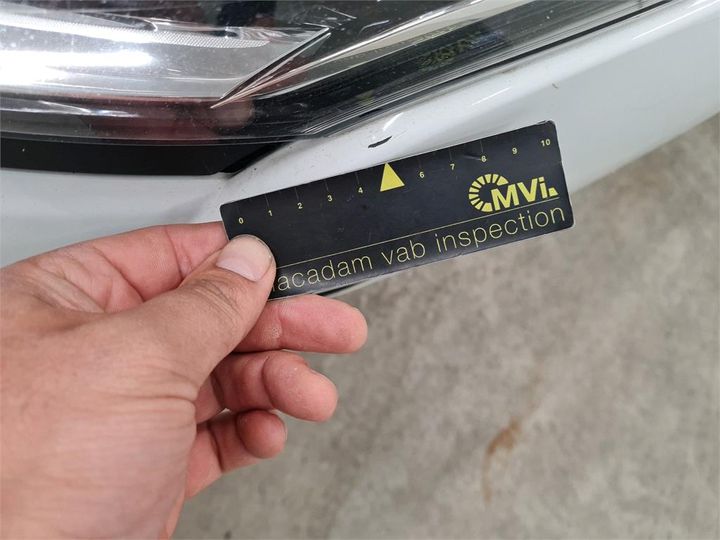 0 1 2 3 4 6 7 8 9 10
MVi
acadam vab inspection